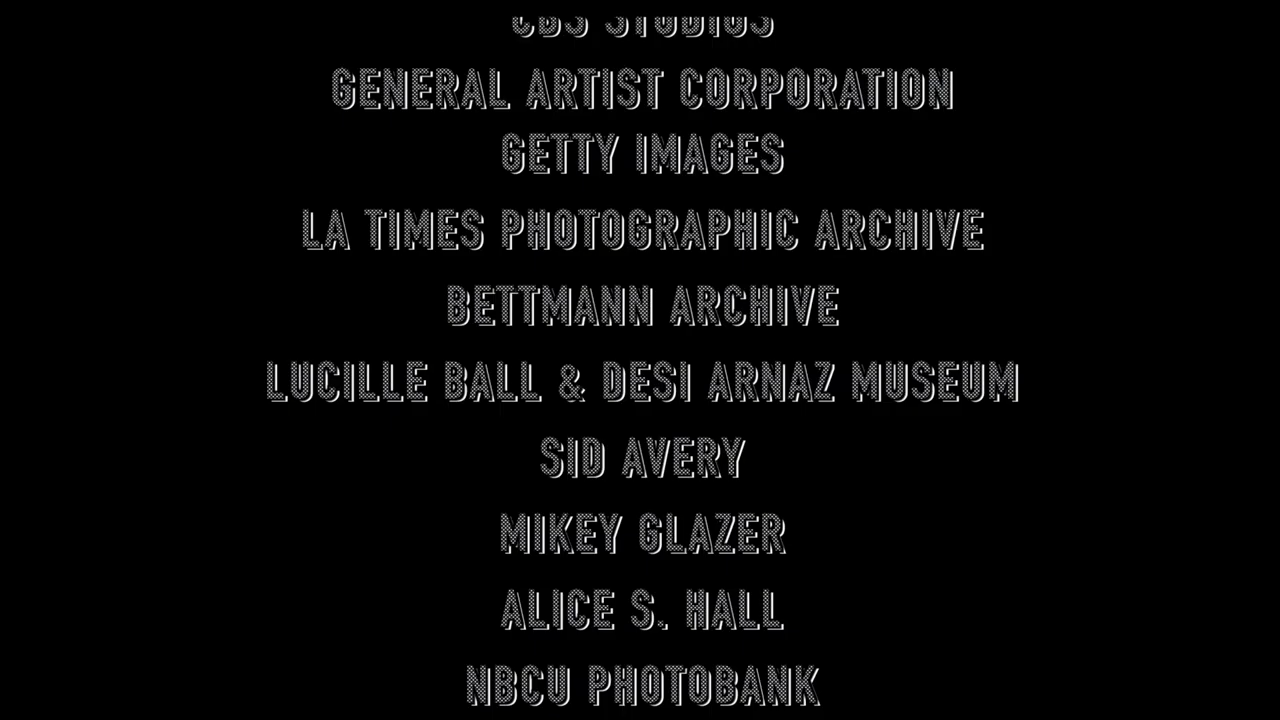 CBS STUDIOS
GENERAL ARTIST CORPORATION
GETTY IMAGES
LA TIMES PHOTOGRAPHIC ARCHIVE
BETTMANN ARCHIVE
LUCILLE BALL & DESI ARNAZ MUSEUM
SID AVERY
MIKEY GLAZER
ALICE S. HALL
NBCU PHOTOBANK